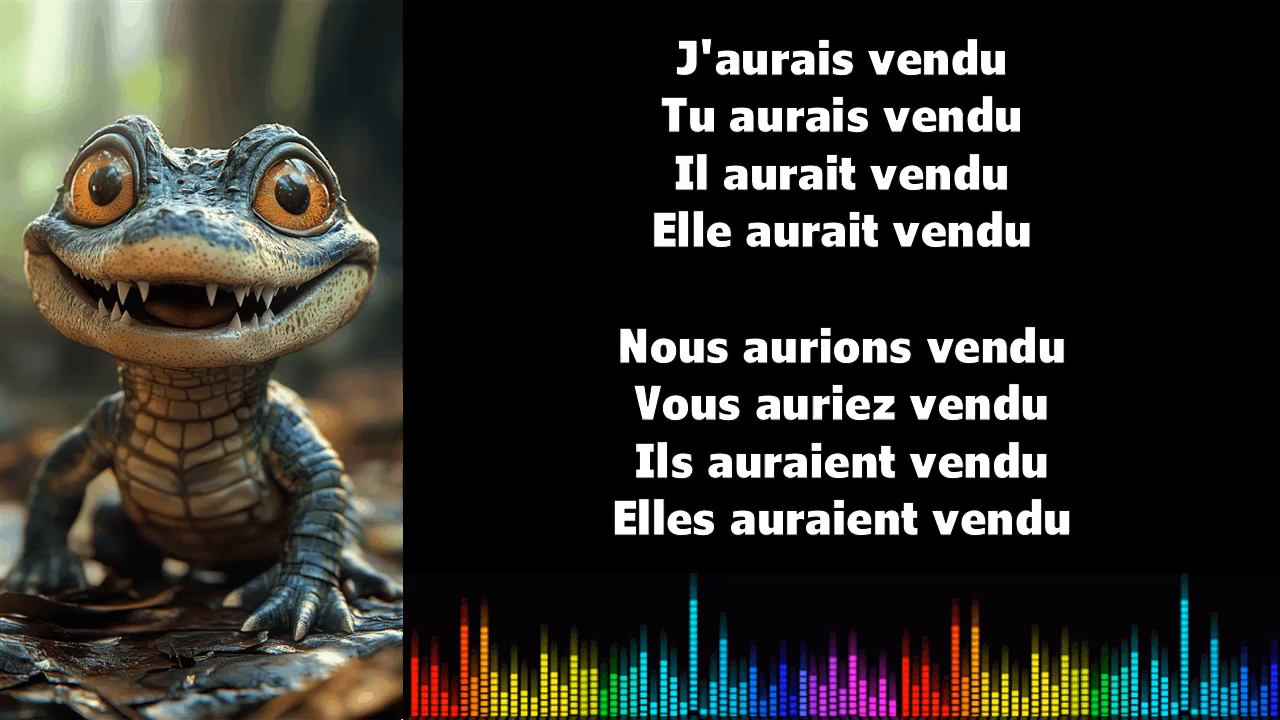 J'aurais vendu
Tu aurais vendu
Il aurait vendu
Elle aurait vendu
Nous aurions vendu
Vous auriez vendu
Ils auraient vendu
Elles auraient vendu